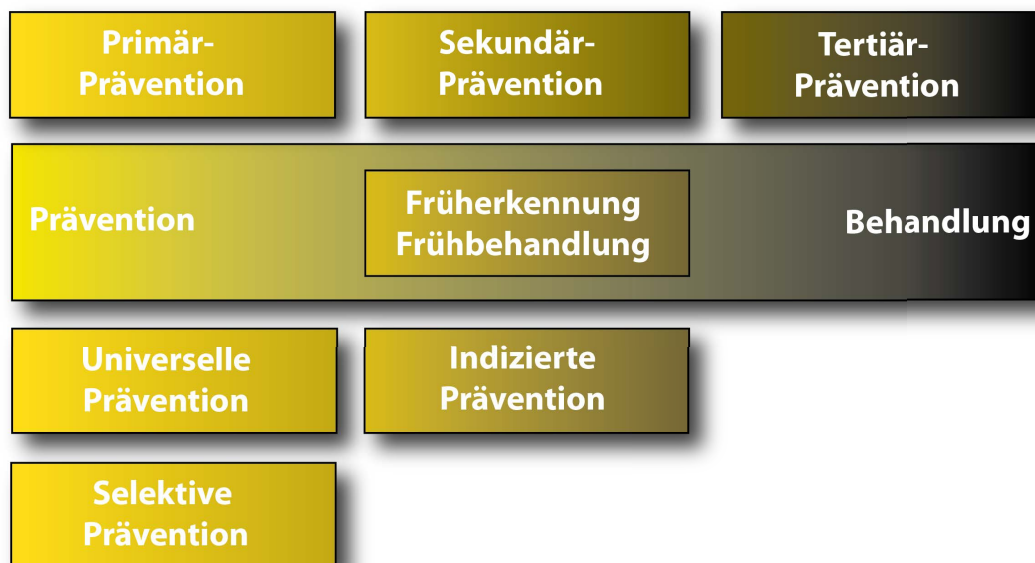 Primär-
Prävention
Sekundär-
Prävention
Tertiär-
Prävention
Prävention
Früherkennung
Frühbehandlung
Behandlung
Universelle
Prävention
Indizierte
Prävention
Selektive
Prävention